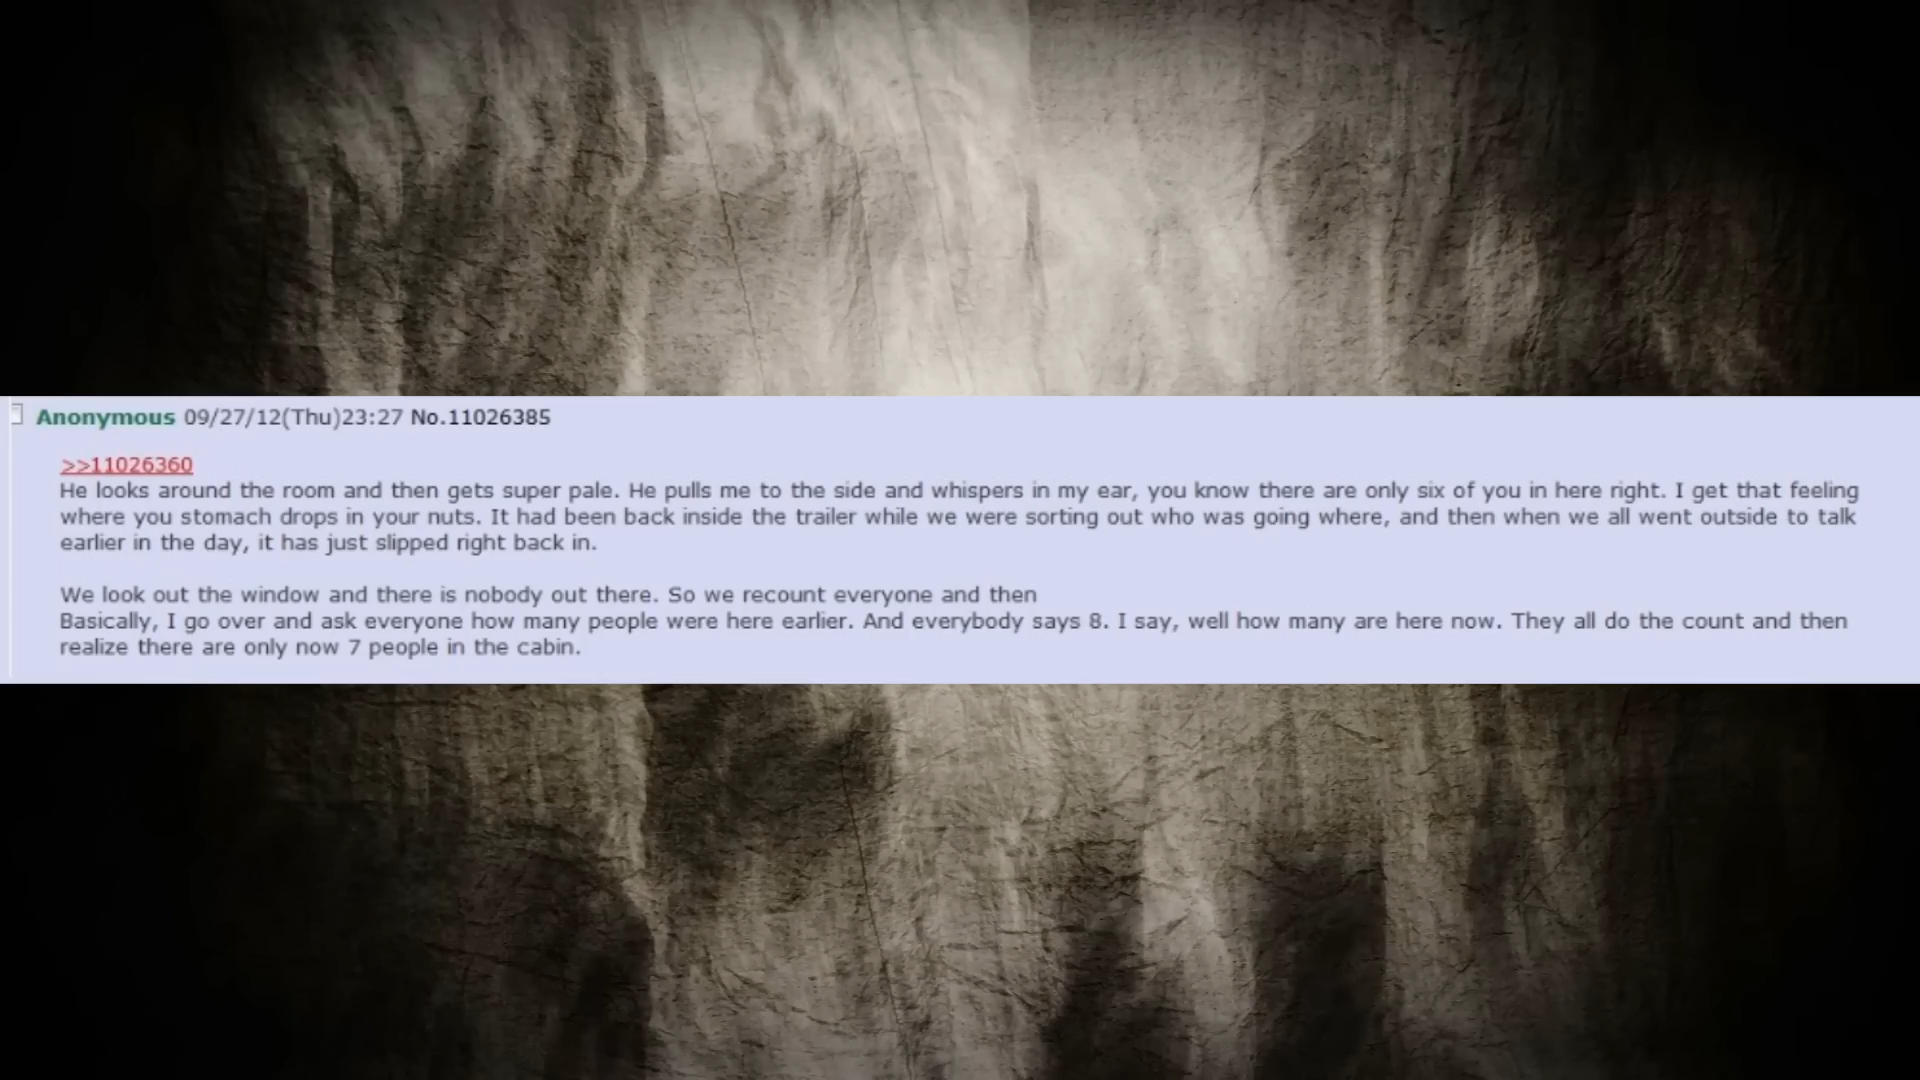 Anonymous 09/27/12(Thu)23:27 No.11026385
>>11026360
He looks around the room and then gets super pale. He pulls me to the side and whispers in my ear, you know there are only six of you in here right. I get that feeling
where you stomach drops in your nuts. It had been back inside the trailer while we were sorting out who was going where, and then when we all went outside to talk
earlier in the day, it has just slipped right back in.
We look out the window and there is nobody out there. So we recount everyone and then
Basically, I go over and ask everyone how many people were here earlier. And everybody says 8. I say, well how many are here now. They all do the count and then
realize there are only now 7 people in the cabin.